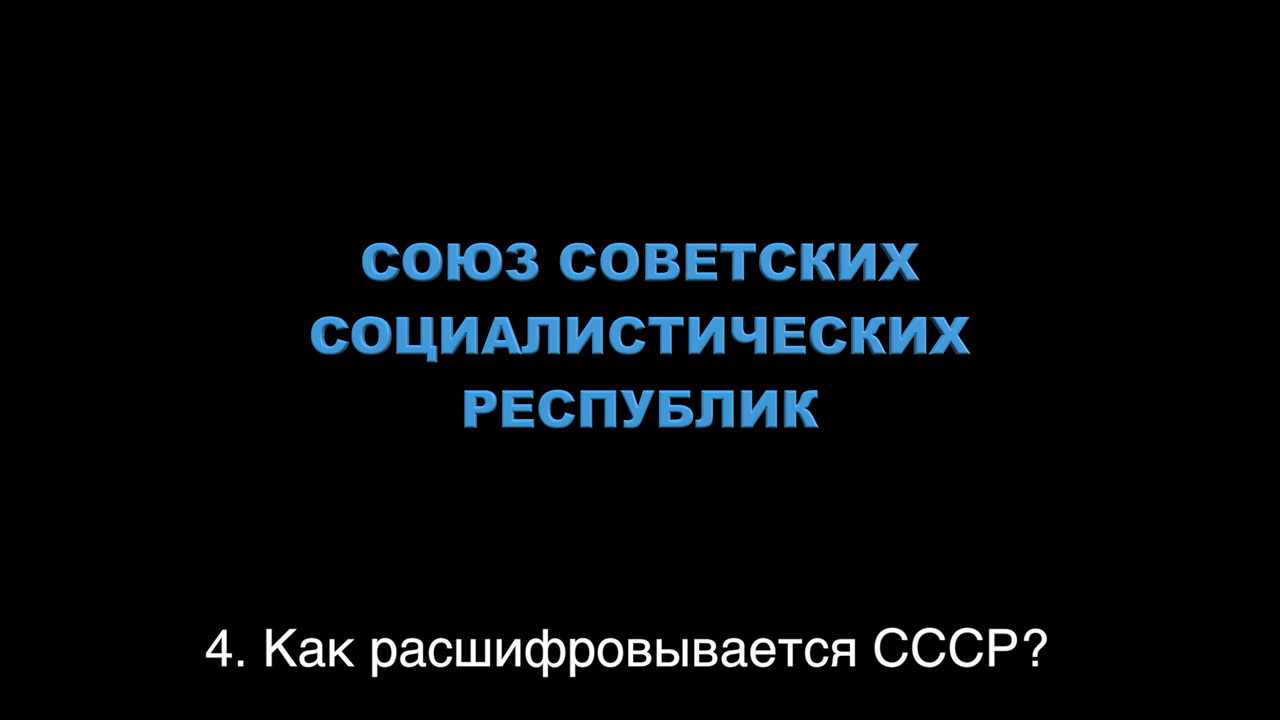 СОЮЗ СОВЕТСКИХ
СОЦИАЛИСТИЧЕСКИХ
РЕСПУБЛИК
4. Как расшифровывается СССР?